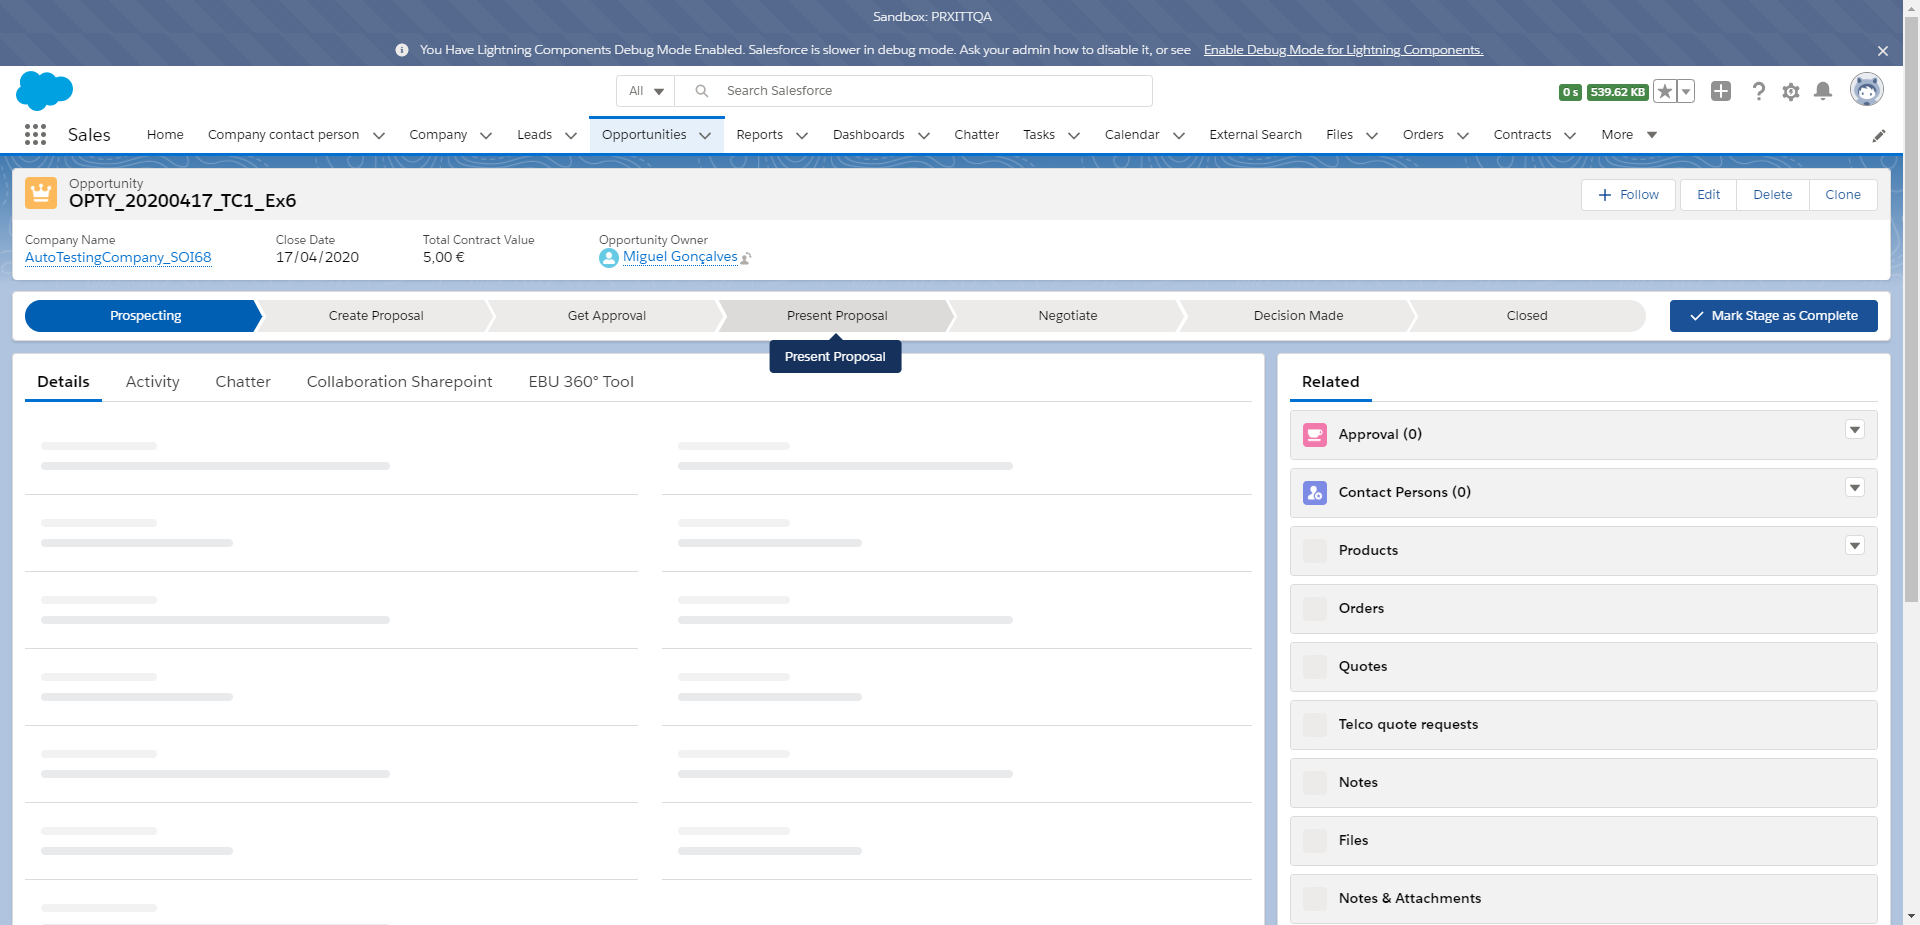 Sandbox: PRXITTQA
You Have Lightning Components Debug Mode Enabled. Salesforce is slower in debug mode. Ask your admin how to disable it, or see Enable Debug Mode for Lightning Components.
All Search Salesforce 0 s 539.62 KB
Sales Home Company contact person Company Leads Opportunities Reports Dashboards Chatter Tasks Calendar External Search Files Orders Contracts More
Opportunity
OPTY_20200417_TC1_Ex6
Follow Edit Delete Clone
Company Name Close Date Total Contract Value Opportunity Owner
AutoTestingCompany_SOI68 17/04/2020 5,00 € Miguel Gonçalves
Prospecting Create Proposal Get Approval Present Proposal Negotiate Decision Made Closed Mark Stage as Complete
Present Proposal
Details Activity Chatter Collaboration Sharepoint EBU 360° Tool
Related
Approval (0)
Contact Persons (0)
Products
Orders
Quotes
Telco quote requests
Notes
Files
Notes & Attachments